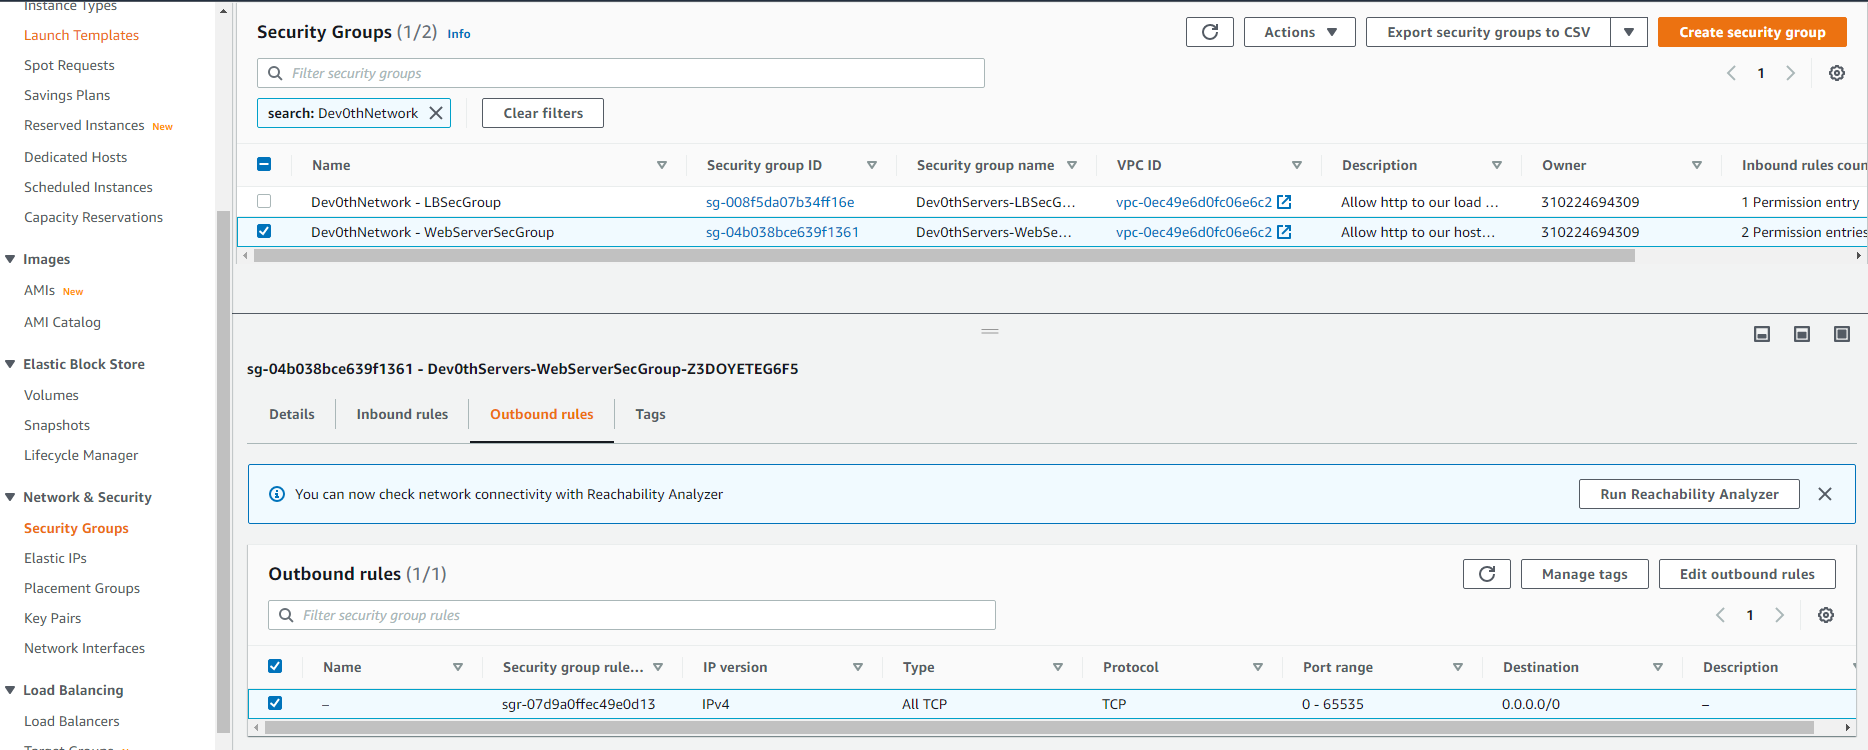 Instance Types
Launch Templates
Spot Requests
Savings Plans
Reserved Instances New
Dedicated Hosts
Scheduled Instances
Capacity Reservations
Images
AMIs New
AMI Catalog
Elastic Block Store
Volumes
Snapshots
Lifecycle Manager
Network & Security
Security Groups
Elastic IPs
Placement Groups
Key Pairs
Network Interfaces
Load Balancing
Load Balancers
Target Groups
Security Groups (1/2) Info
Actions
Export security groups to CSV
Create security group
Filter security groups
1
search: Dev0thNetwork
Clear filters
Name Security group ID Security group name VPC ID Description Owner Inbound rules coun
Dev0thNetwork - LBSecGroup sg-008f5da07b34ff16e Dev0thServers-LBSecG... vpc-0ec49e6d0fc06e6c2 Allow http to our load ... 310224694309 1 Permission entry
Dev0thNetwork - WebServerSecGroup sg-04b038bce639f1361 Dev0thServers-WebSe... vpc-0ec49e6d0fc06e6c2 Allow http to our host... 310224694309 2 Permission entries
sg-04b038bce639f1361 - Dev0thServers-WebServerSecGroup-Z3DOYETEG6F5
Details Inbound rules Outbound rules Tags
You can now check network connectivity with Reachability Analyzer
Run Reachability Analyzer
Outbound rules (1/1)
Manage tags
Edit outbound rules
Filter security group rules
1
Name Security group rule... IP version Type Protocol Port range Destination Description
– sgr-07d9a0ffec49e0d13 IPv4 All TCP TCP 0 - 65535 0.0.0.0/0 –